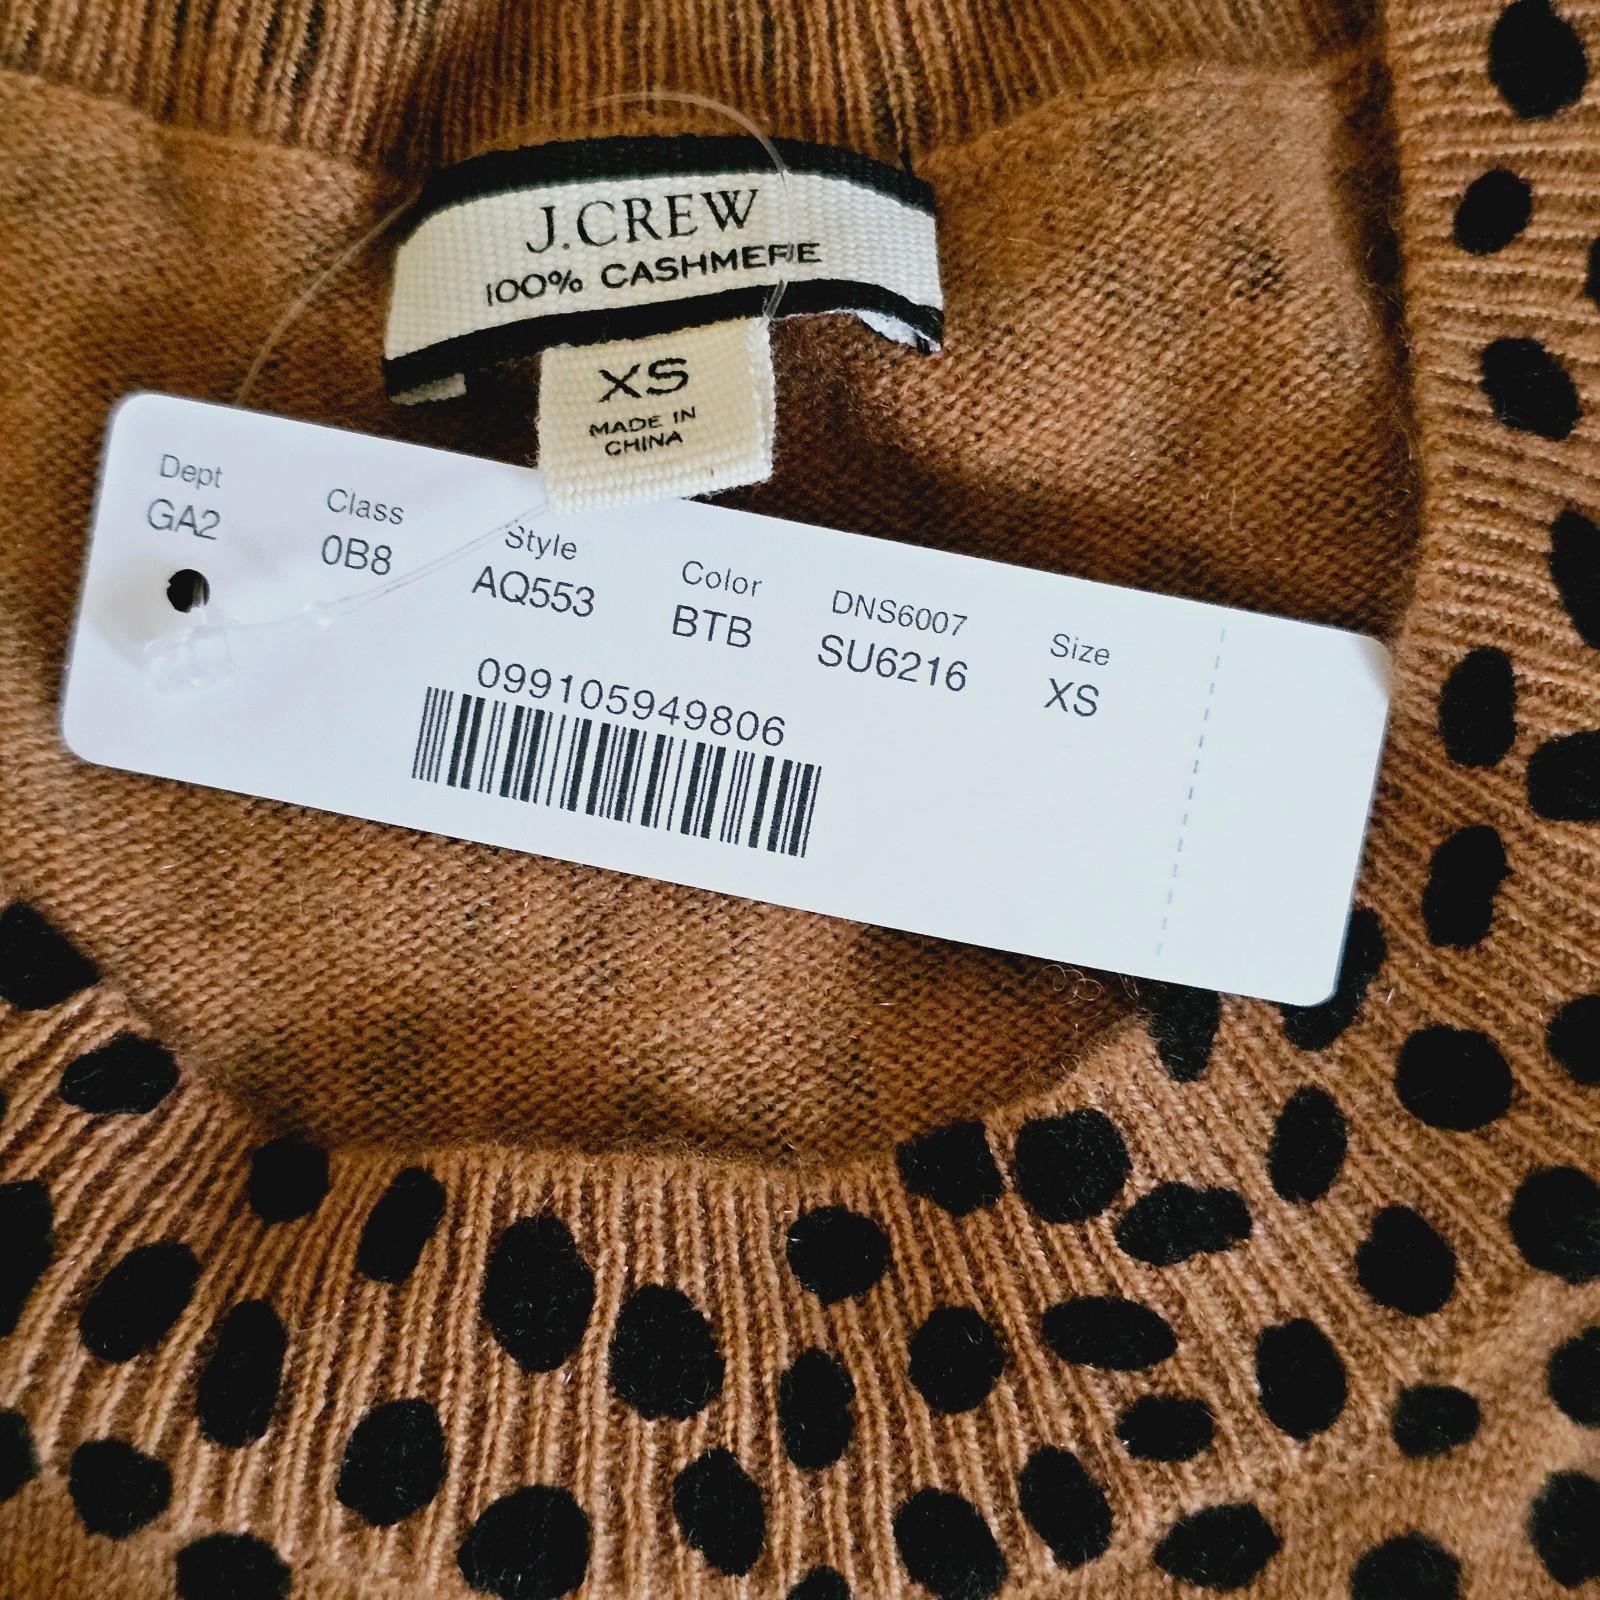 J.CREW
100% CASHMERE
XS
MADE IN
CHINA
Dept Class Style Color DNS6007 Size
GA2 0B8 AQ553 BTB SU6216 XS
099105949806